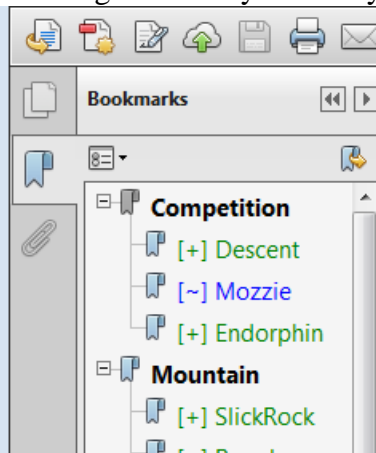 Bookmarks
Competition
[+] Descent
[~] Mozzie
[+] Endorphin
Mountain
[+] SlickRock